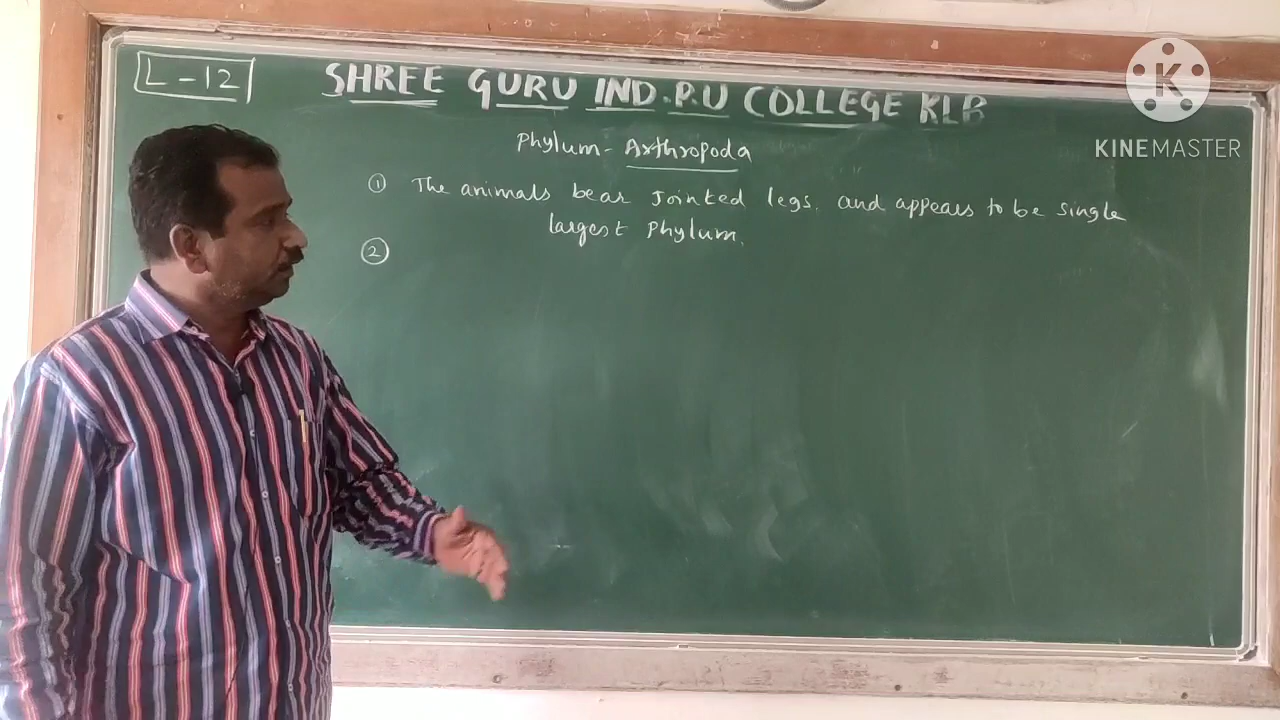 L-12
SHREE GURU IND.P.U COLLEGE KLB
Phylum - Arthropoda
① The animals bear Jointed legs. and appears to be single
largest Phylum.
②
K
KINEMASTER